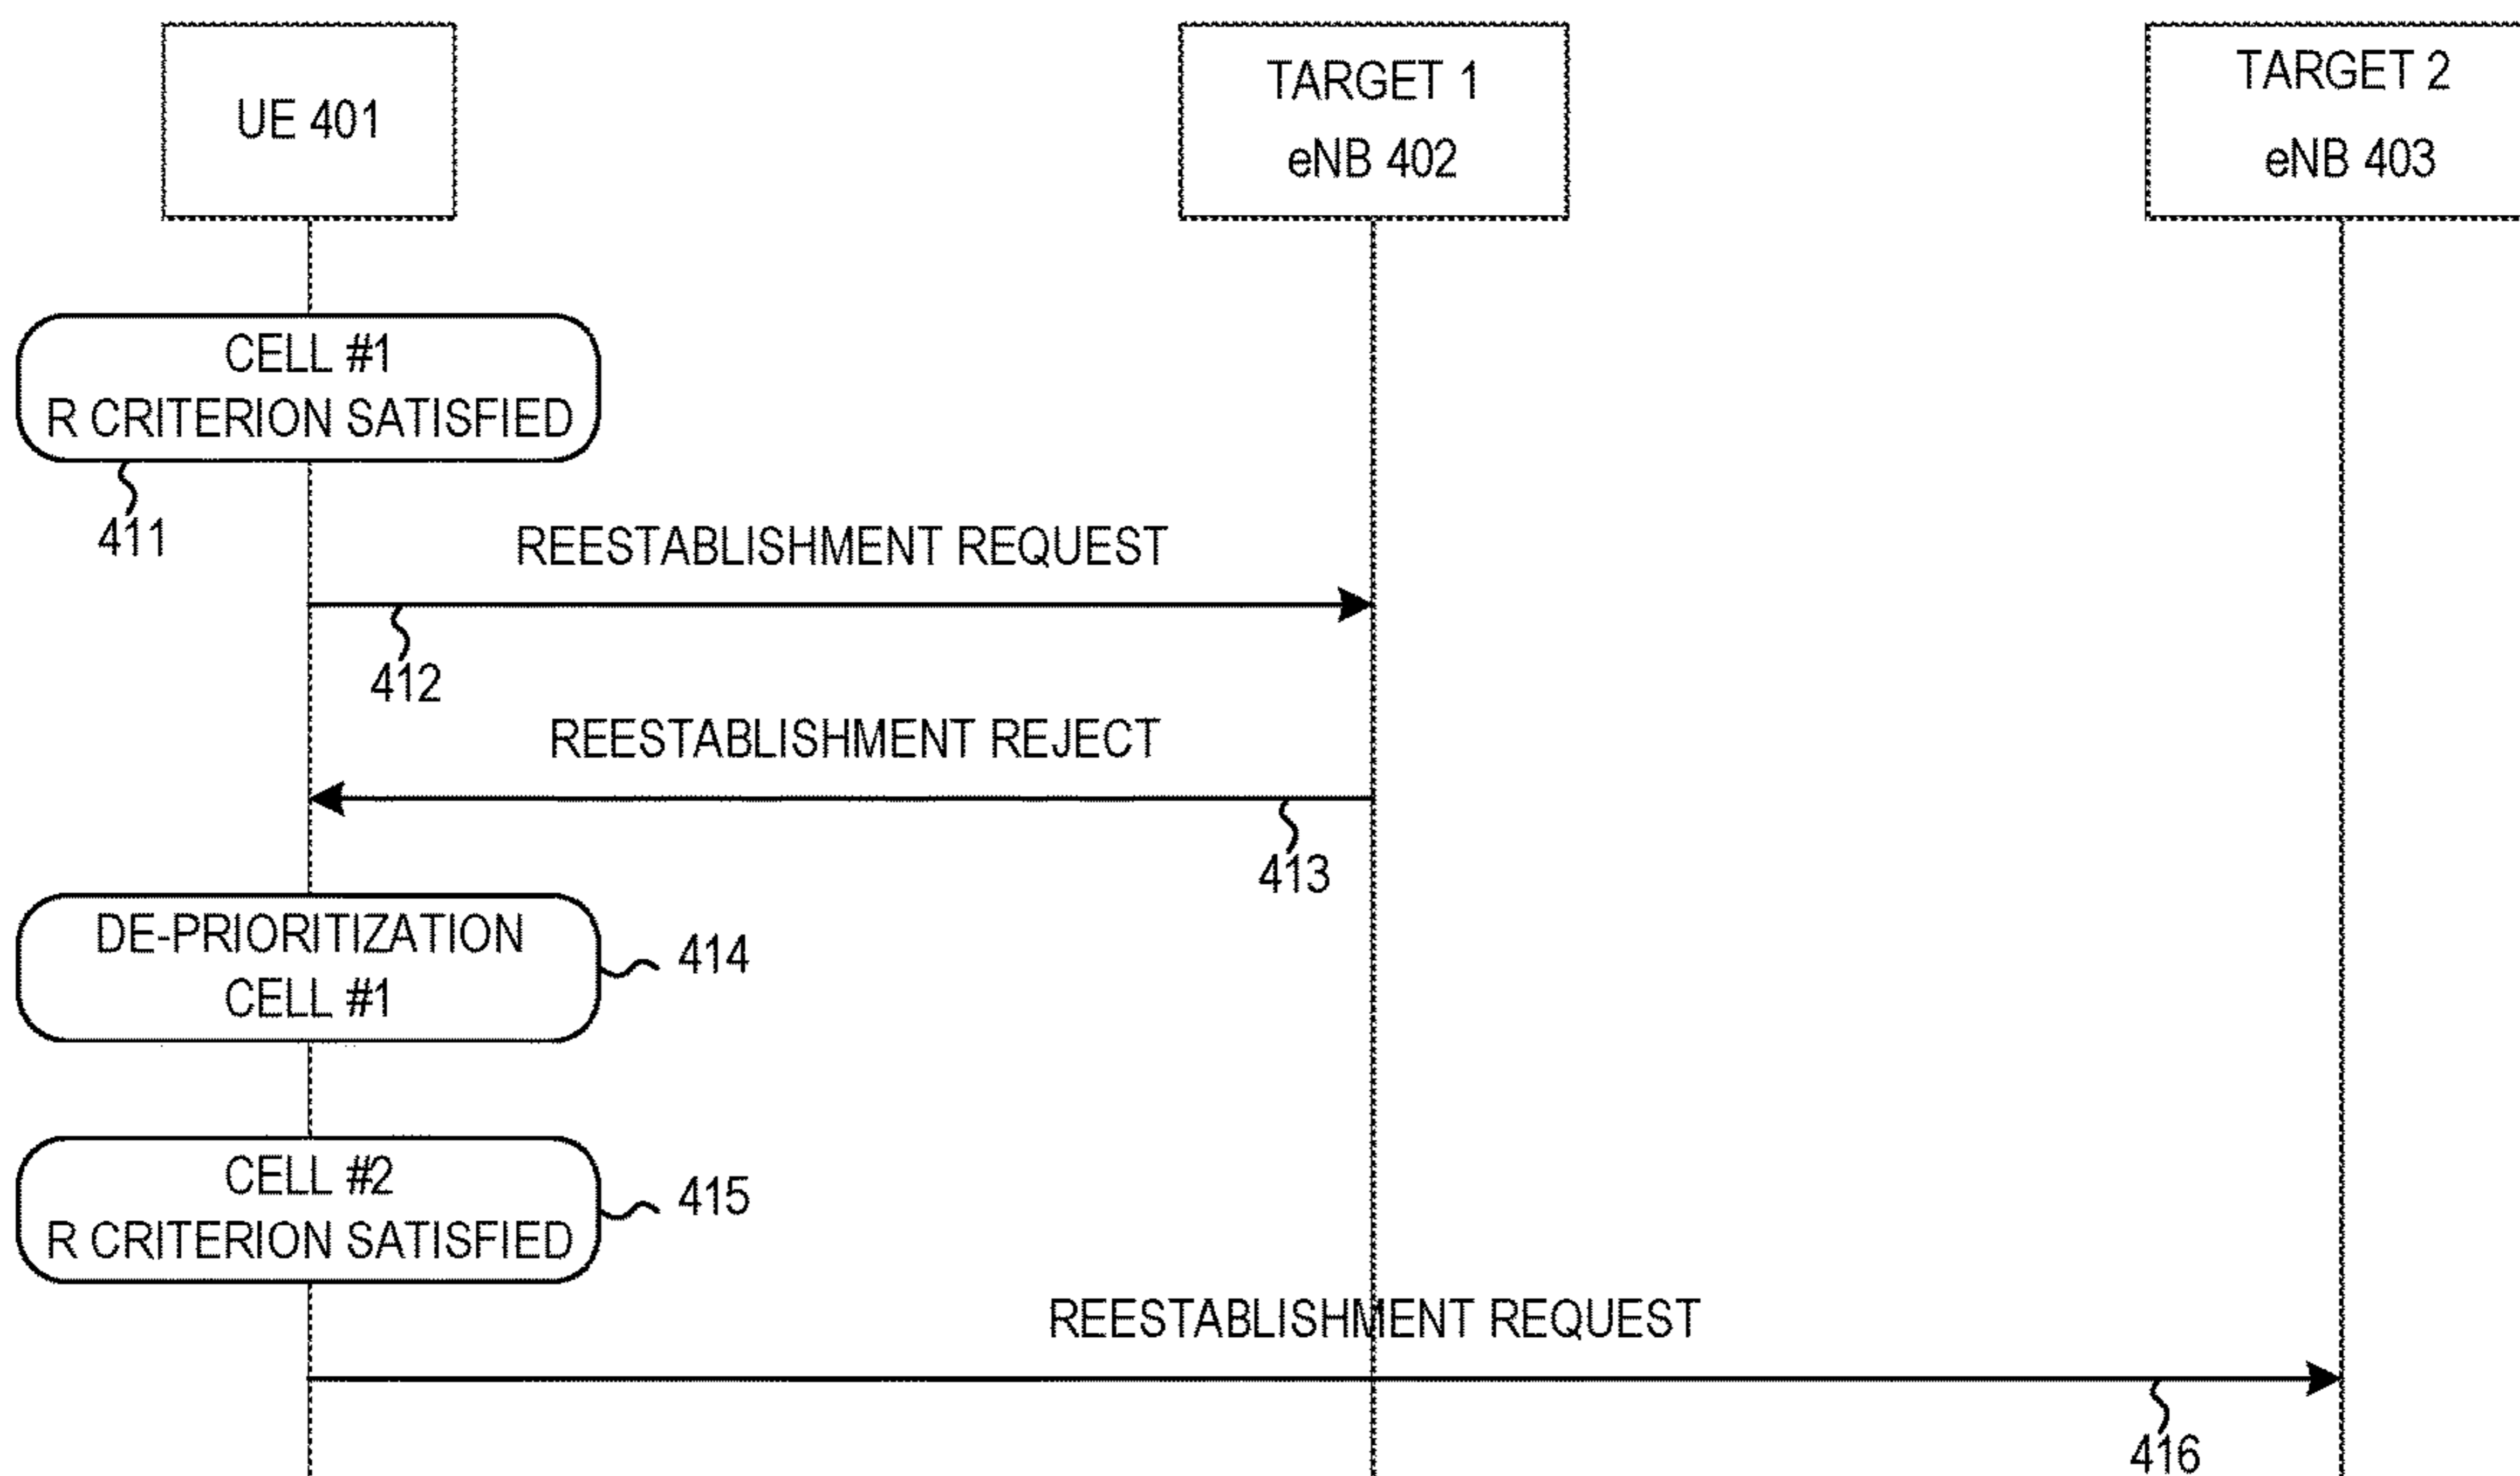 UE 401
TARGET 1
eNB 402
TARGET 2
eNB 403
CELL #1
R CRITERION SATISFIED
411
REESTABLISHMENT REQUEST
412
REESTABLISHMENT REJECT
413
DE-PRIORITIZATION
CELL #1
414
CELL #2
R CRITERION SATISFIED
415
REESTABLISHMENT REQUEST
416